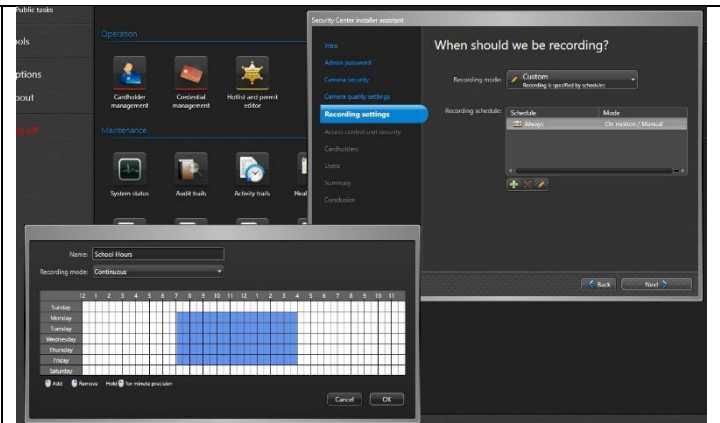 Public tasks
ols
ptions
bout
Operation
Cardholder management
Credential management
Hotlist and permit editor
Maintenance
System status
Audit trails
Activity trails
Heal
Security Center installer assistant
Intro
Admin password
Camera security
Camera quality settings
Recording settings
Access control unit security
Cardholders
Users
Summary
Conclusion
When should we be recording?
Recording mode: Custom
Recording is specified by schedules
Recording schedule: Schedule Mode
Always On motion / Manual
Back Next
Name: School Hours
Recording mode: Continuous
12 1 2 3 4 5 6 7 8 9 10 11 12 1 2 3 4 5 6 7 8 9 10 11
Sunday
Monday
Tuesday
Wednesday
Thursday
Friday
Saturday
Add Remove Hold for minute precision
Cancel OK